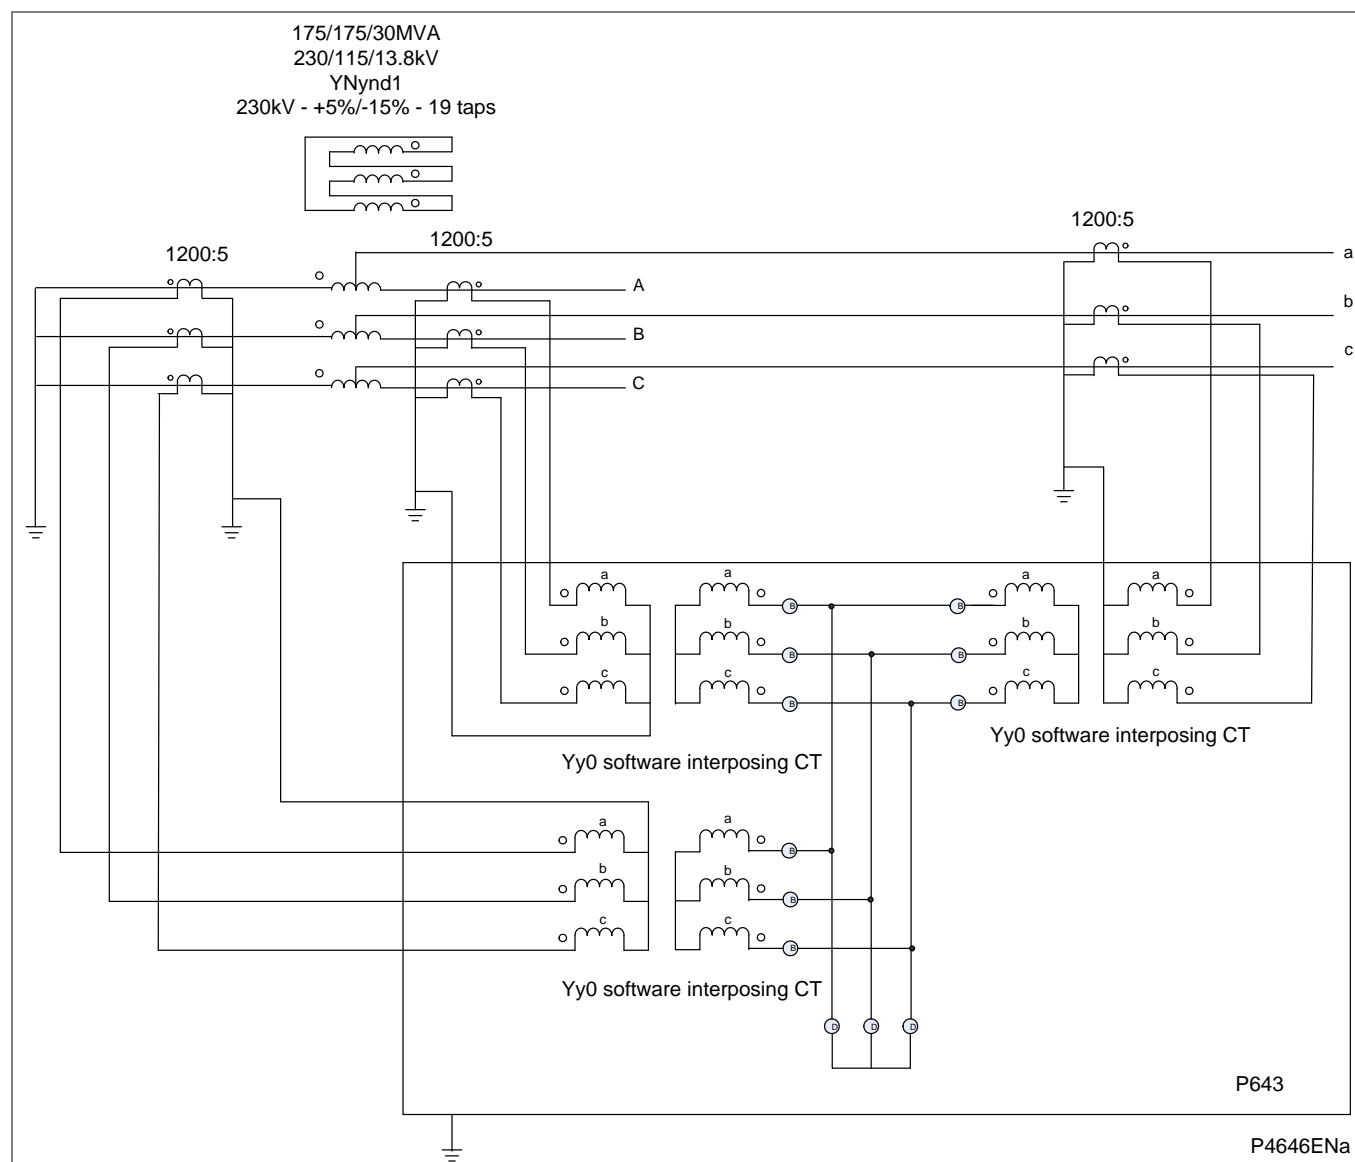 175/175/30MVA
230/115/13.8kV
YNynd1
230kV - +5%/-15% - 19 taps
1200:5
1200:5
1200:5
a
A
b
B
c
C
a
a
a
a
B
B
b
b
b
b
B
B
c
c
c
c
B
B
Yy0 software interposing CT
Yy0 software interposing CT
a
a
B
b
b
B
c
c
B
Yy0 software interposing CT
D
D
D
P643
P4646ENa